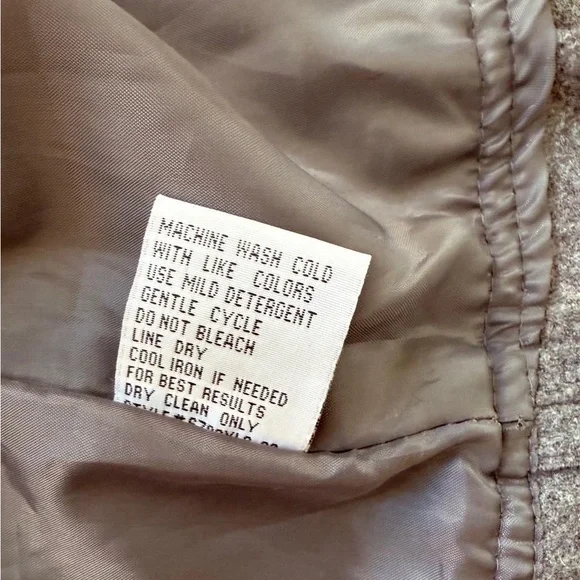 MACHINE WASH COLD
WITH LIKE COLORS
USE MILD DETERGENT
GENTLE CYCLE
DO NOT BLEACH
LINE DRY
COOL IRON IF NEEDED
FOR BEST RESULTS
DRY CLEAN ONLY